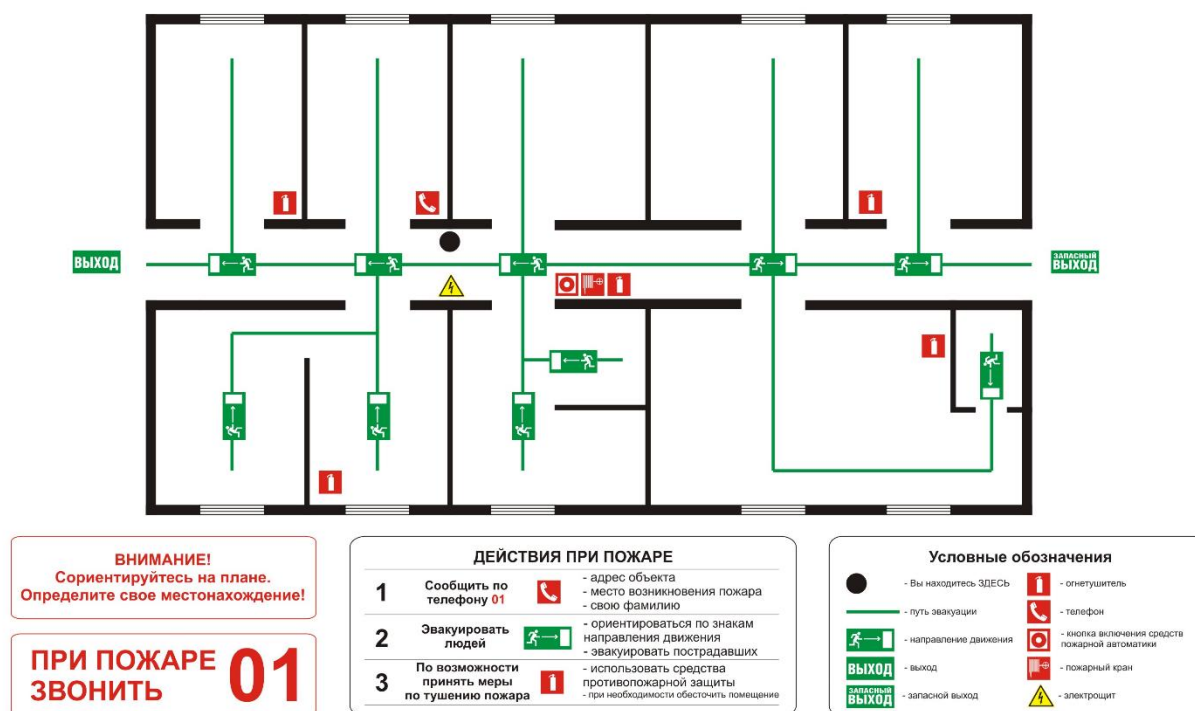 ВЫХОД
ЗАПАСНЫЙ
ВЫХОД
ВНИМАНИЕ!
Сориентируйтесь на плане.
Определите свое местонахождение!
ПРИ ПОЖАРЕ
ЗВОНИТЬ
01
ДЕЙСТВИЯ ПРИ ПОЖАРЕ
1
Сообщить по
телефону 01
- адрес объекта
- место возникновения пожара
- свою фамилию
2
Эвакуировать
людей
- ориентироваться по знакам
направления движения
- эвакуировать пострадавших
3
По возможности
принять меры
по тушению пожара
- использовать средства
противопожарной защиты
- при необходимости обесточить помещение
Условные обозначения
- Вы находитесь ЗДЕСЬ
- путь эвакуации
- направление движения
ВЫХОД
- выход
ЗАПАСНЫЙ
ВЫХОД
- запасной выход
- огнетушитель
- телефон
- кнопка включения средств
пожарной автоматики
- пожарный кран
- электрощит